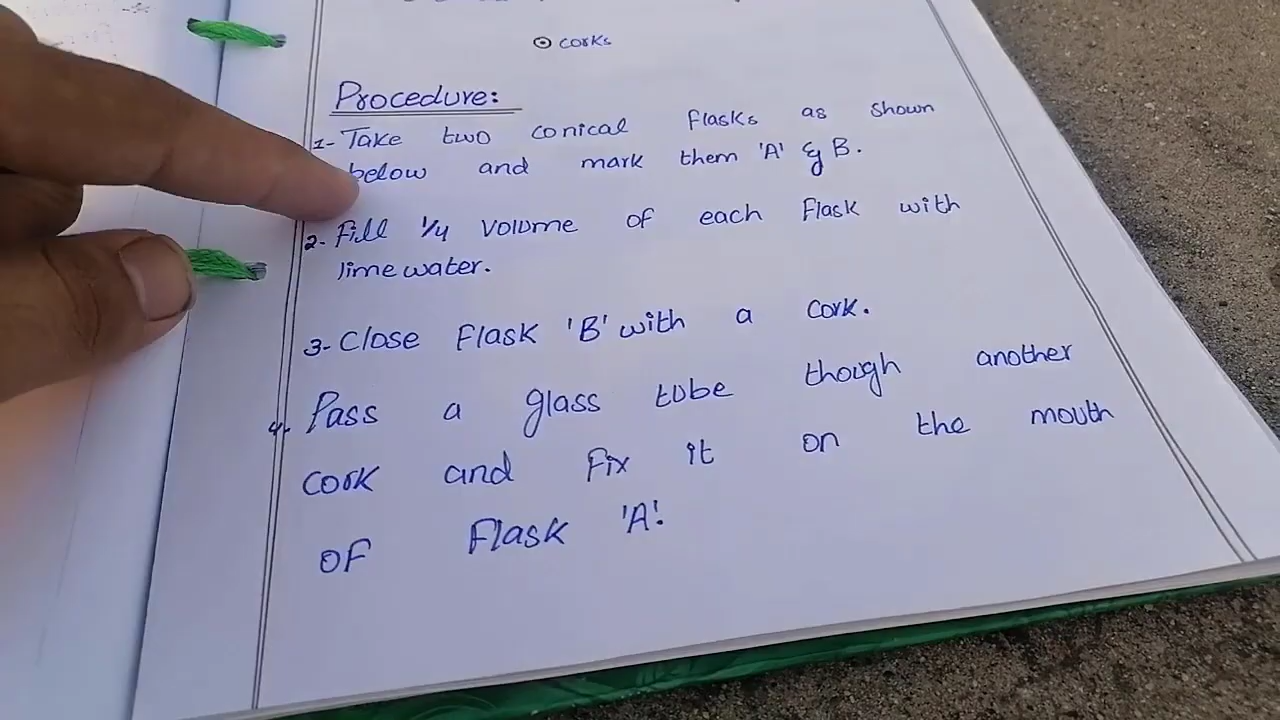 corks
Procedure:
1- Take two conical flasks as shown
below and mark them 'A' & B.
2- Fill 1/4 volume of each Flask with
lime water.
3- Close Flask 'B' with a cork.
4. Pass a glass tube though another
cork and fix it on the mouth
of Flask 'A'.